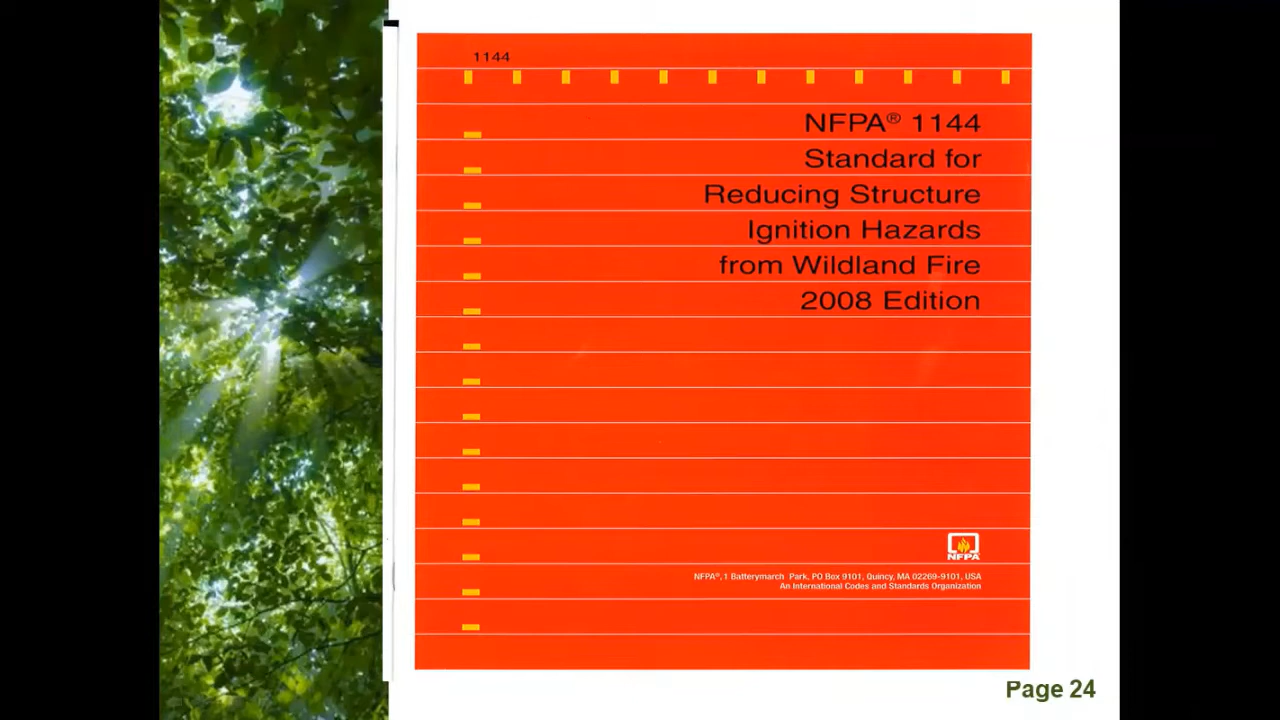 1144
NFPA® 1144
Standard for
Reducing Structure
Ignition Hazards
from Wildland Fire
2008 Edition
NFPA
NFPA®, 1 Batterymarch Park, PO Box 9101, Quincy, MA 02269-9101, USA
An International Codes and Standards Organization
Page 24